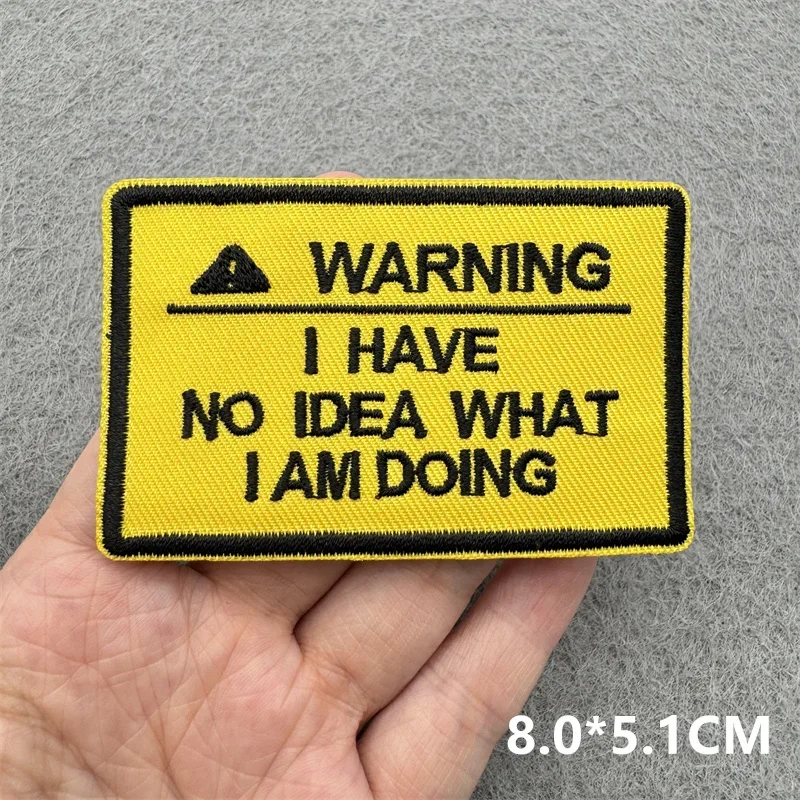 WARNING
I HAVE
NO IDEA WHAT
I AM DOING
8.0*5.1CM